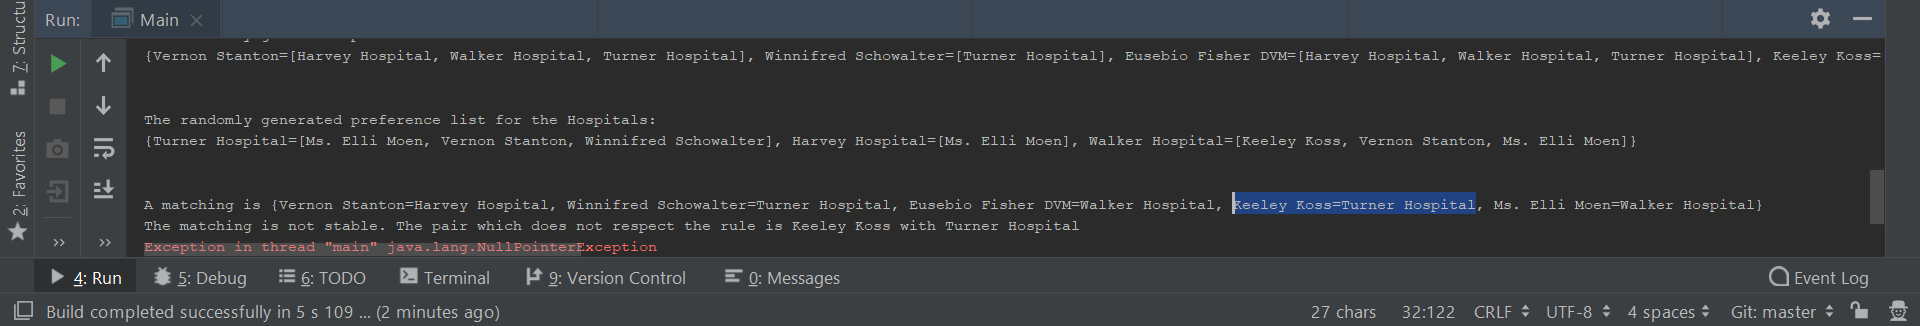 Run: Main
Z: Structu
2: Favorites
{Vernon Stanton=[Harvey Hospital, Walker Hospital, Turner Hospital], Winnifred Schowalter=[Turner Hospital], Eusebio Fisher DVM=[Harvey Hospital, Walker Hospital, Turner Hospital], Keeley Koss=
The randomly generated preference list for the Hospitals:
{Turner Hospital=[Ms. Elli Moen, Vernon Stanton, Winnifred Schowalter], Harvey Hospital=[Ms. Elli Moen], Walker Hospital=[Keeley Koss, Vernon Stanton, Ms. Elli Moen]}
A matching is {Vernon Stanton=Harvey Hospital, Winnifred Schowalter=Turner Hospital, Eusebio Fisher DVM=Walker Hospital, Keeley Koss=Turner Hospital, Ms. Elli Moen=Walker Hospital}
The matching is not stable. The pair which does not respect the rule is Keeley Koss with Turner Hospital
Exception in thread "main" java.lang.NullPointerException
4: Run 5: Debug 6: TODO Terminal 9: Version Control 0: Messages Event Log
Build completed successfully in 5 s 109 ... (2 minutes ago) 27 chars 32:122 CRLF UTF-8 4 spaces Git: master